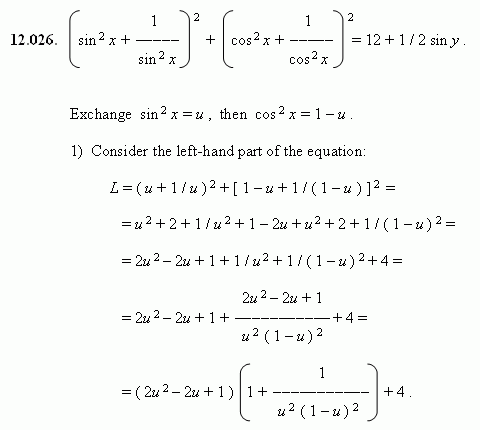 12.026. ( sin² x + 1 / sin² x )² + ( cos² x + 1 / cos² x )² = 12 + 1 / 2 sin y .
Exchange sin² x = u , then cos² x = 1 – u .
1) Consider the left-hand part of the equation:
L = ( u + 1 / u )² + [ 1 – u + 1 / ( 1 – u ) ]² =
= u² + 2 + 1 / u² + 1 – 2u + u² + 2 + 1 / ( 1 – u )² =
= 2u² – 2u + 1 + 1 / u² + 1 / ( 1 – u )² + 4 =
= 2u² – 2u + 1 + (2u² – 2u + 1) / (u² ( 1 – u )²) + 4 =
= ( 2u² – 2u + 1 ) ( 1 + 1 / (u² ( 1 – u )²) ) + 4 .